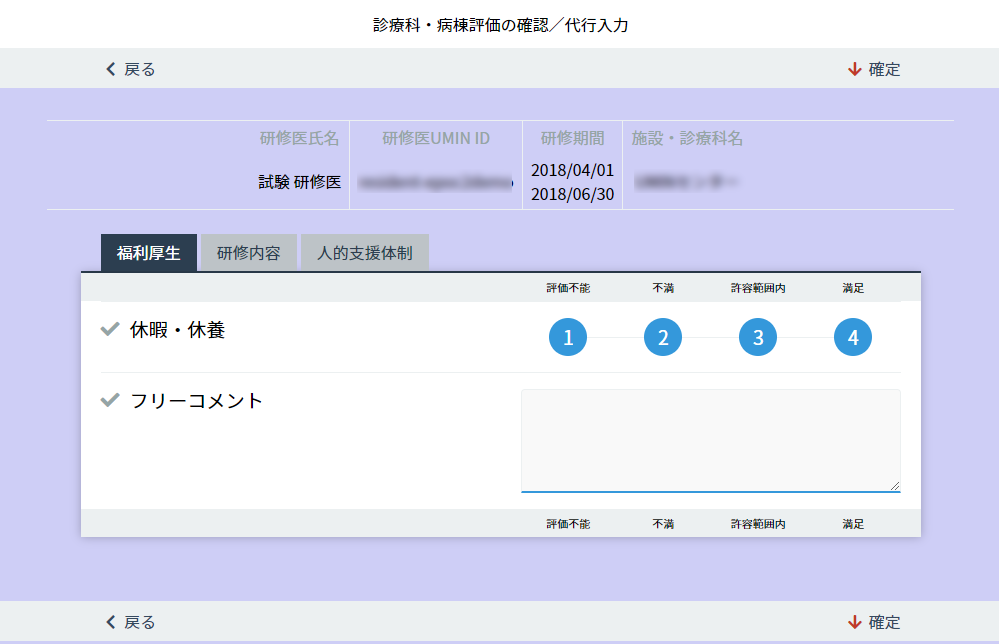 診療科・病棟評価の確認／代行入力
戻る 確定
研修医氏名 研修医UMIN ID 研修期間 施設・診療科名
試験 研修医 2018/04/01
2018/06/30
福利厚生 研修内容 人的支援体制
評価不能 不満 許容範囲内 満足
休暇・休養 1 2 3 4
フリーコメント
評価不能 不満 許容範囲内 満足
戻る 確定